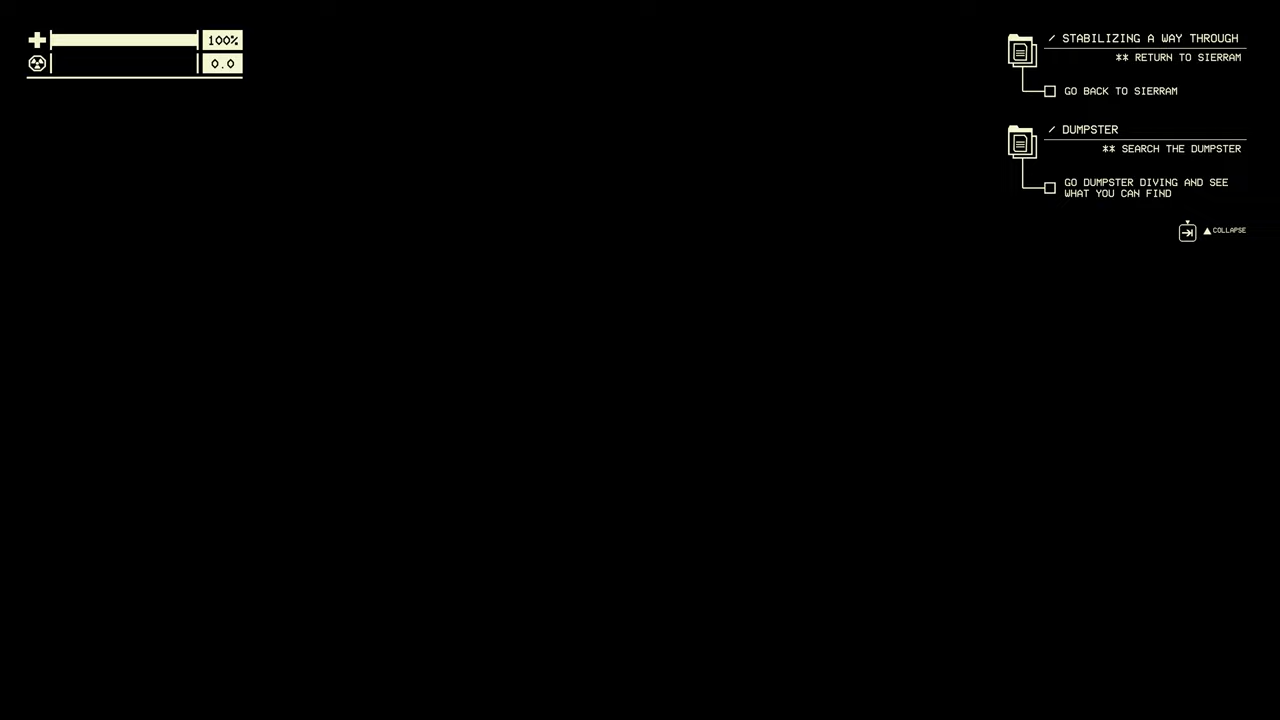 100%
0.0
/ STABILIZING A WAY THROUGH
** RETURN TO SIERRAM
GO BACK TO SIERRAM
/ DUMPSTER
** SEARCH THE DUMPSTER
GO DUMPSTER DIVING AND SEE
WHAT YOU CAN FIND
▲COLLAPSE